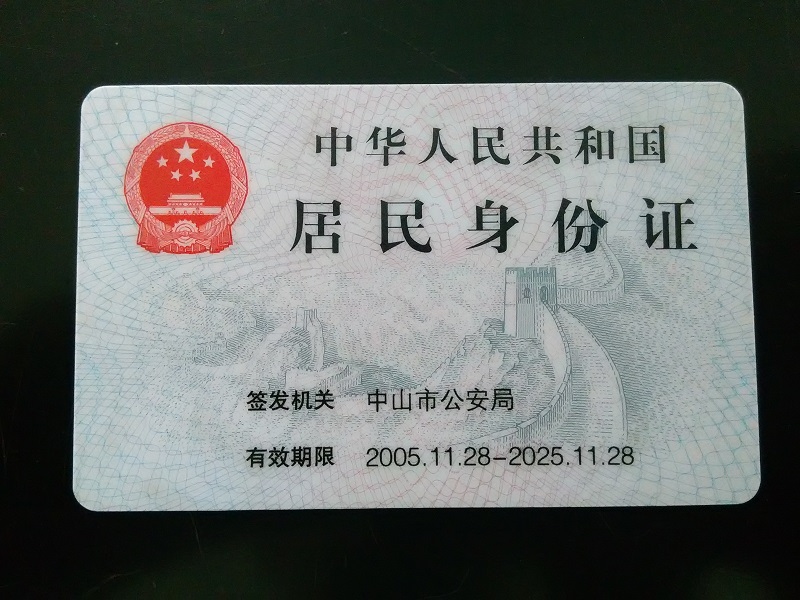 中华人民共和国
居民身份证
签发机关 中山市公安局
有效期限 2005.11.28-2025.11.28